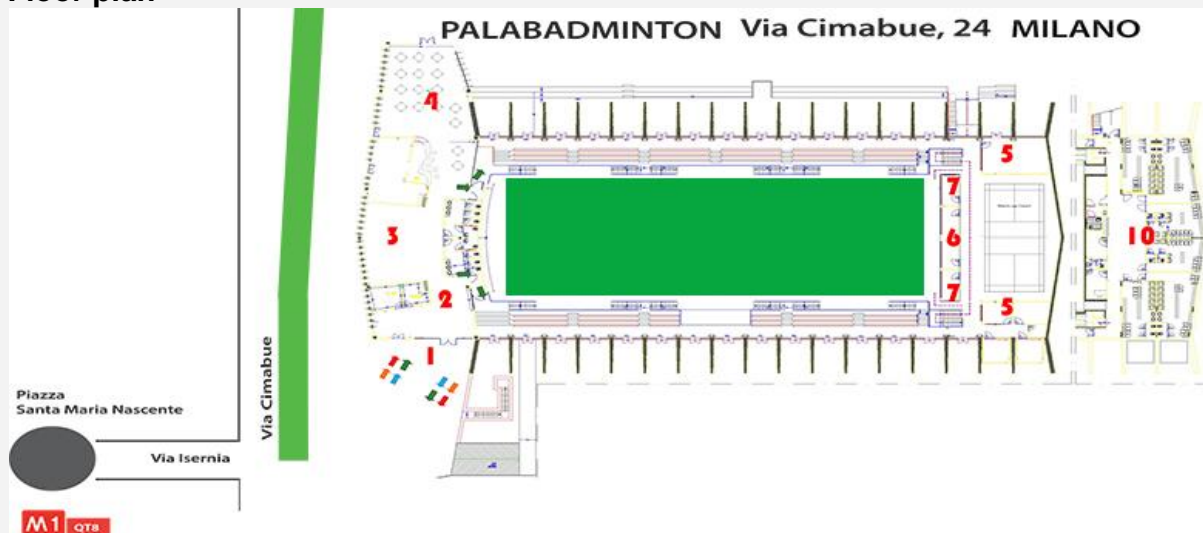 Floor plan
PALABADMINTON Via Cimabue, 24 MILANO
4
5
7
3
6
10
2
7
5
1
Via Cimabue
Piazza
Santa Maria Nascente
Via Isernia
M1 QT8